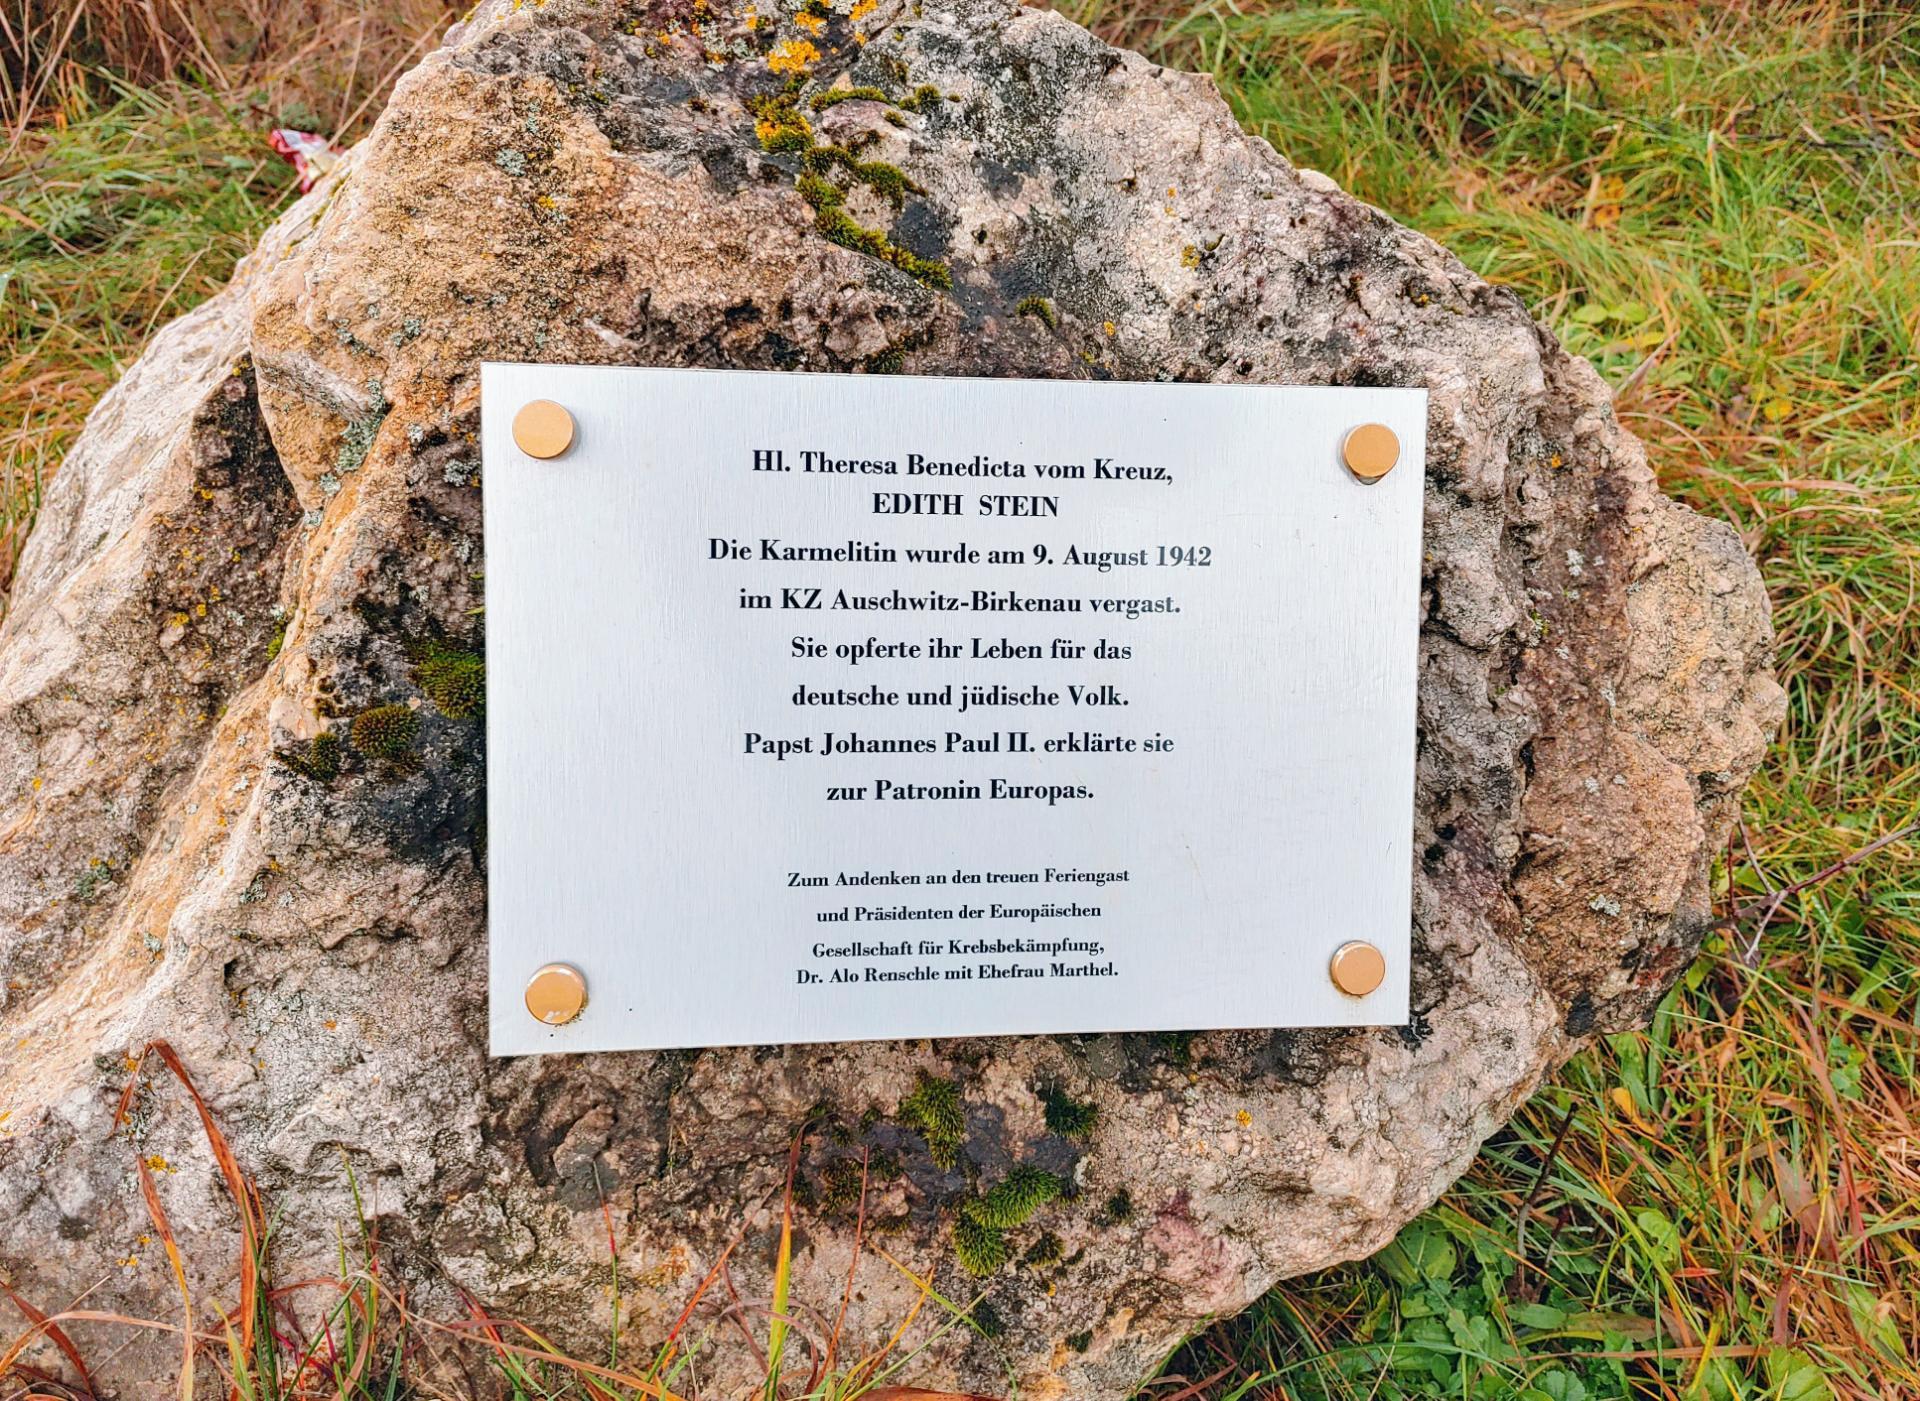 Hl. Theresa Benedicta vom Kreuz,
EDITH STEIN
Die Karmelitin wurde am 9. August 1942
im KZ Auschwitz-Birkenau vergast.
Sie opferte ihr Leben für das
deutsche und jüdische Volk.
Papst Johannes Paul II. erklärte sie
zur Patronin Europas.
Zum Andenken an den treuen Feriengast
und Präsidenten der Europäischen
Gesellschaft für Krebsbekämpfung,
Dr. Alo Renschle mit Ehefrau Marthel.